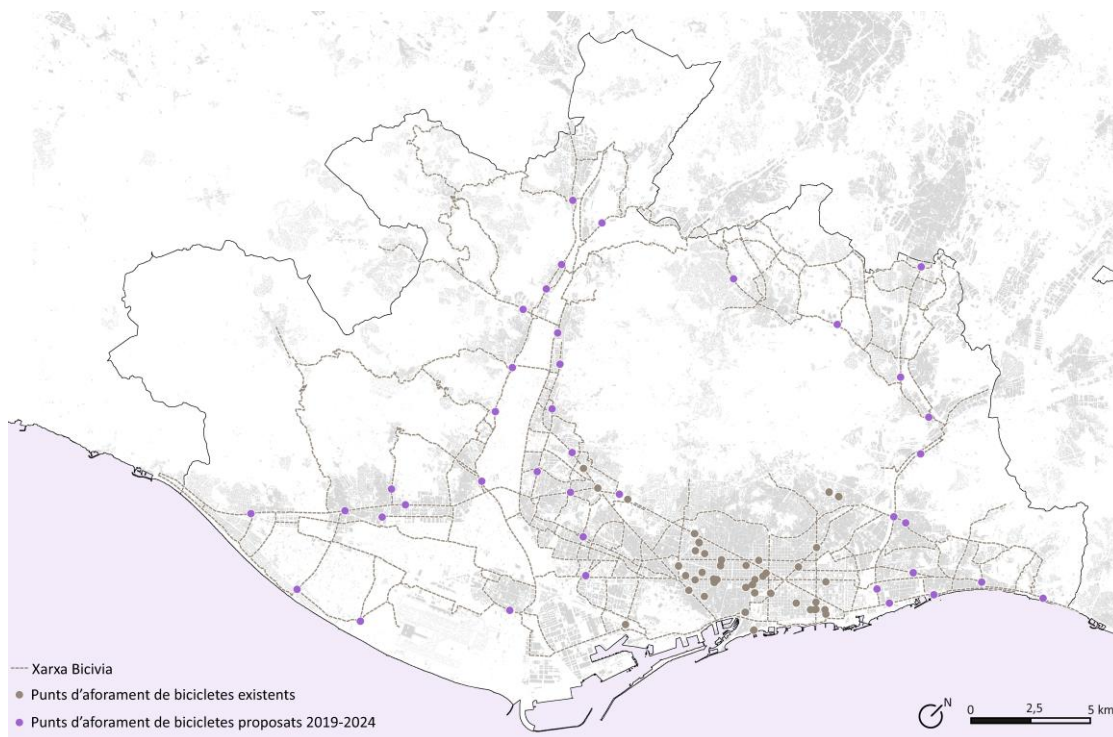 Xarxa Bicivia
Punts d’aforament de bicicletes existents
Punts d’aforament de bicicletes proposats 2019-2024
N
0 2,5 5 km